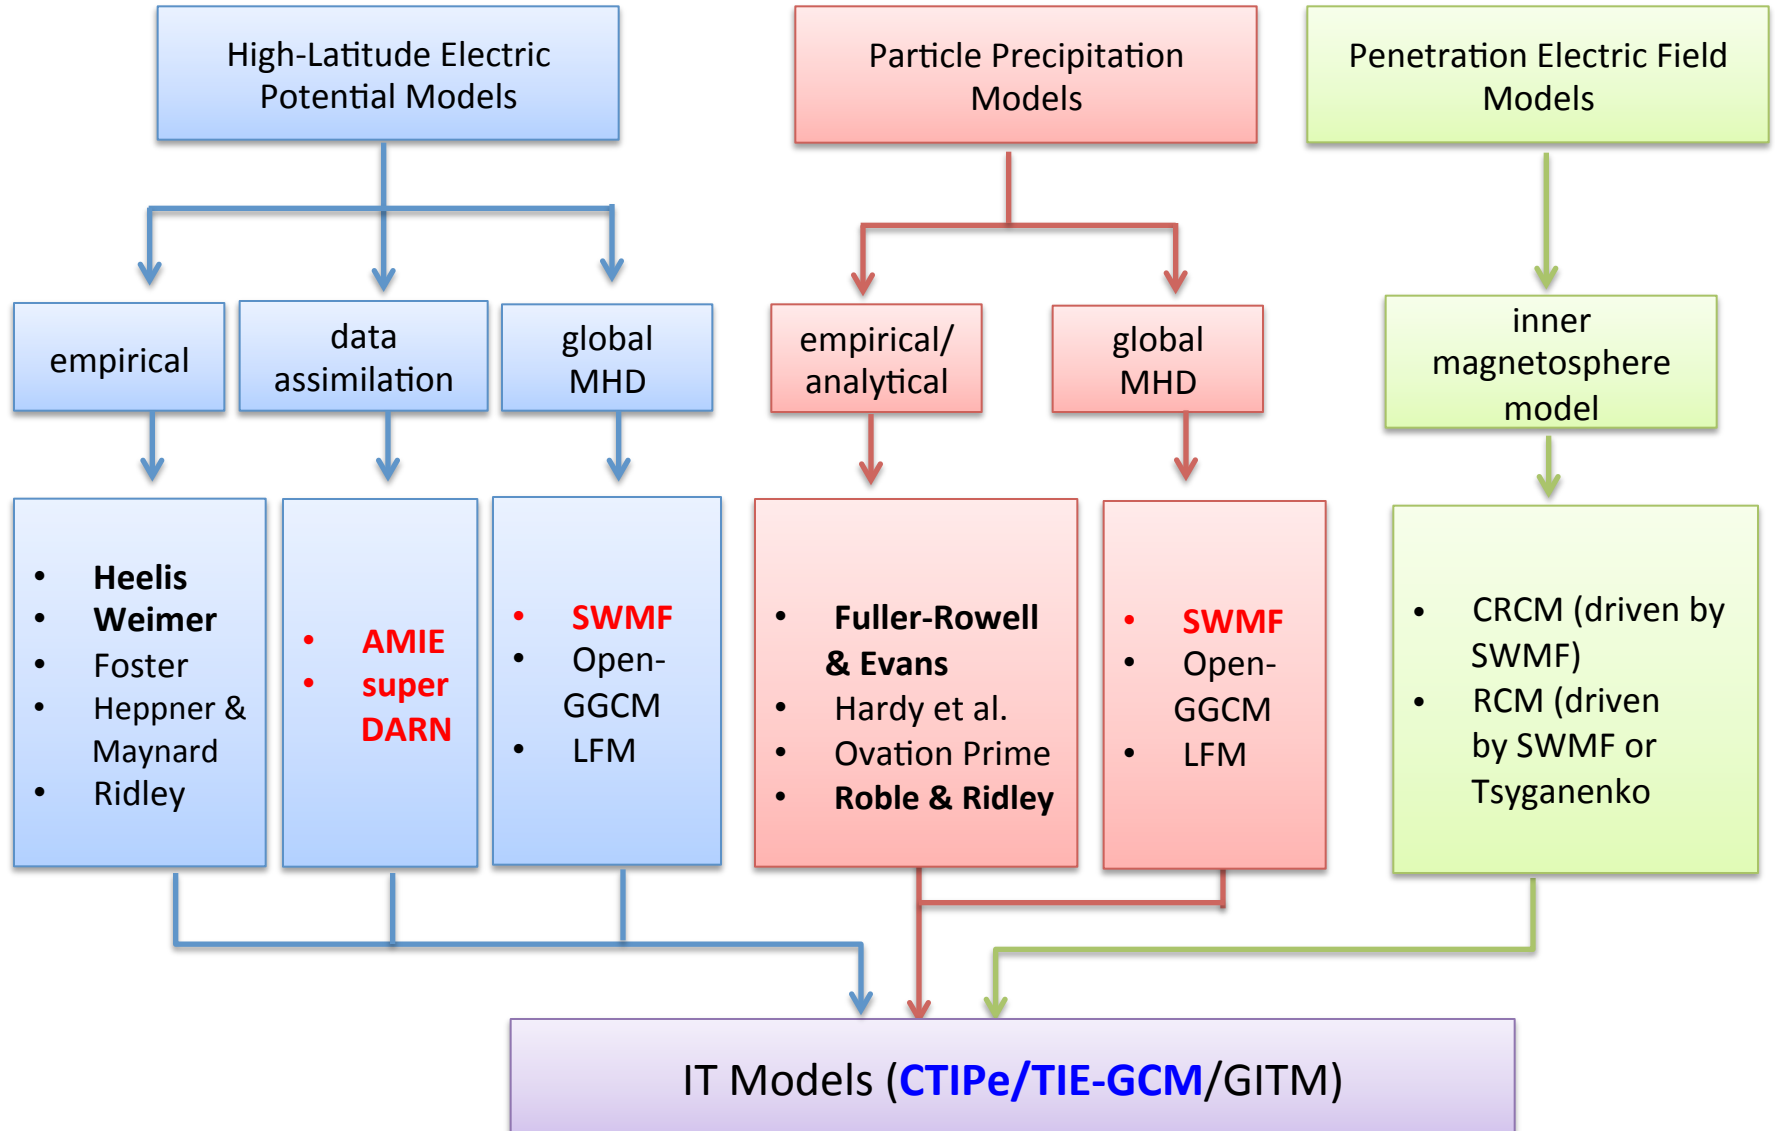 High-Latitude Electric
Potential Models
Particle Precipitation
Models
Penetration Electric Field
Models
empirical
data
assimilation
global
MHD
empirical/
analytical
global
MHD
inner
magnetosphere
model
• Heelis
• Weimer
• Foster
• Heppner &
Maynard
• Ridley
• AMIE
• super
DARN
• SWMF
• Open-
GGCM
• LFM
• Fuller-Rowell
& Evans
• Hardy et al.
• Ovation Prime
• Roble & Ridley
• SWMF
• Open-
GGCM
• LFM
• CRCM (driven by
SWMF)
• RCM (driven
by SWMF or
Tsyganenko
IT Models (CTIPe/TIE-GCM/GITM)